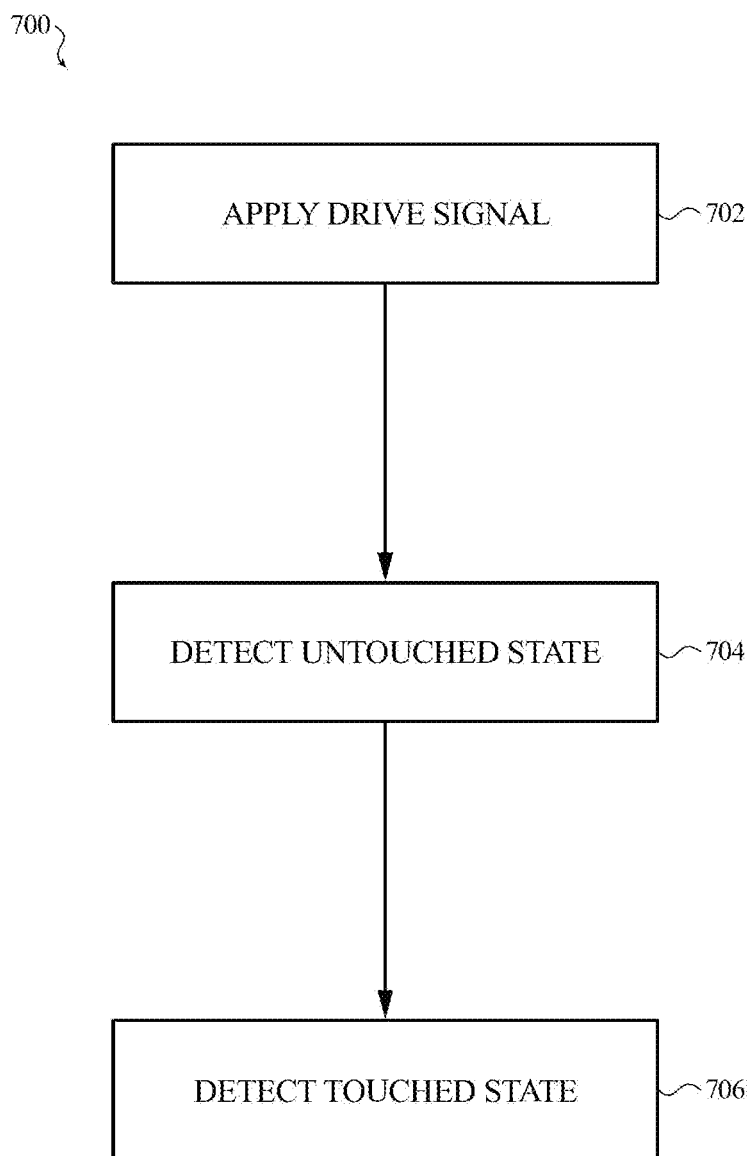 700
APPLY DRIVE SIGNAL
702
DETECT UNTOUCHED STATE
704
DETECT TOUCHED STATE
706